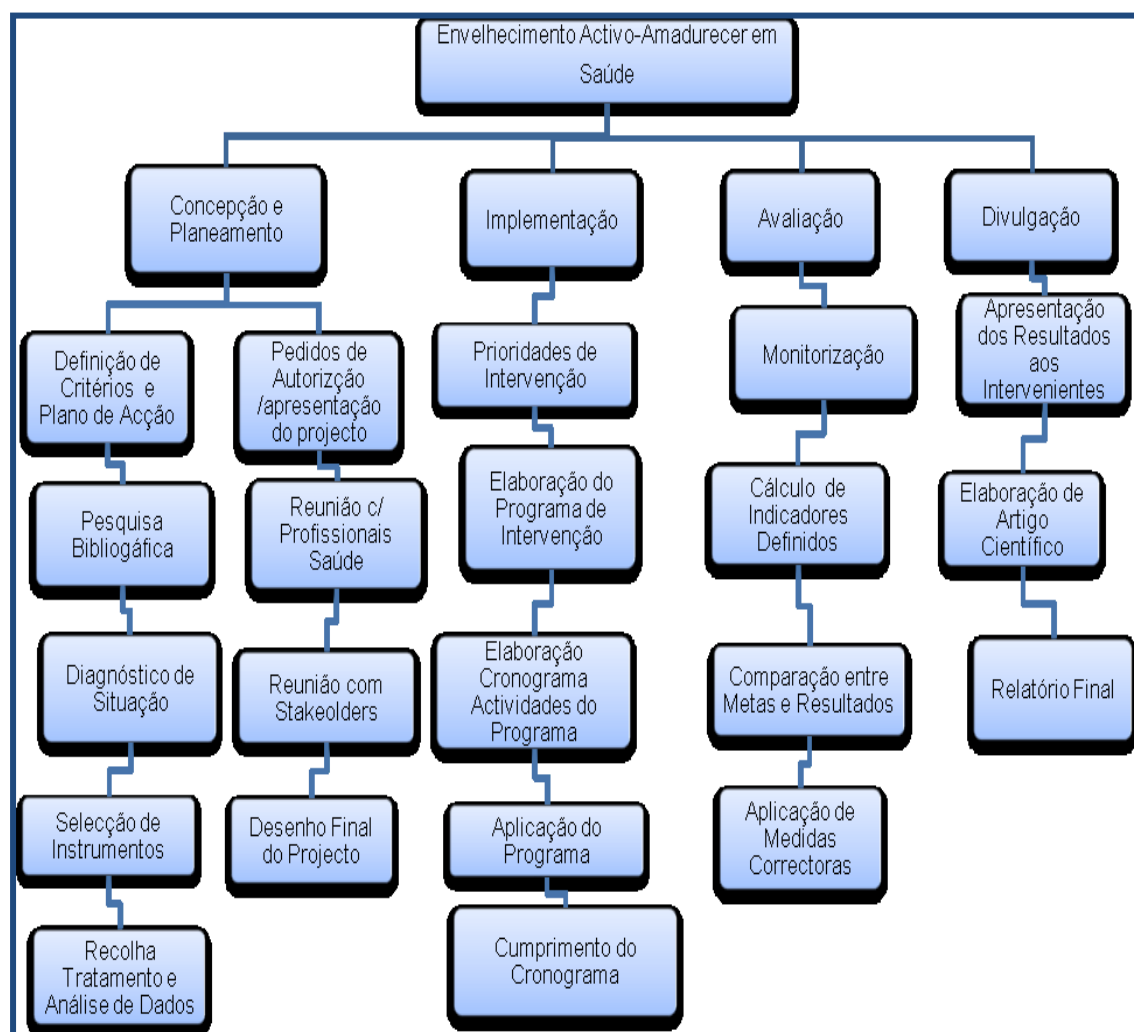 Envelhecimento Activo-Amadurecer em
Saúde
Concepção e
Planeamento
Implementação
Avaliação
Divulgação
Definição de
Critérios e
Plano de Acção
Pesquisa
Bibliogáfica
Diagnóstico de
Situação
Selecção de
Instrumentos
Recolha
Tratamento e
Análise de Dados
Pedidos de
Autorizção
/apresentação
do projecto
Reunião c/
Profissionais
Saúde
Reunião com
Stakeolders
Desenho Final
do Projecto
Prioridades de
Intervenção
Elaboração do
Programa de
Intervenção
Elaboração
Cronograma
Actividades do
Programa
Aplicação do
Programa
Cumprimento do
Cronograma
Monitorização
Cálculo de
Indicadores
Definidos
Comparação entre
Metas e Resultados
Aplicação de
Medidas
Correctoras
Apresentação
dos Resultados
aos
Intervenientes
Elaboração de
Artigo
Científico
Relatório Final